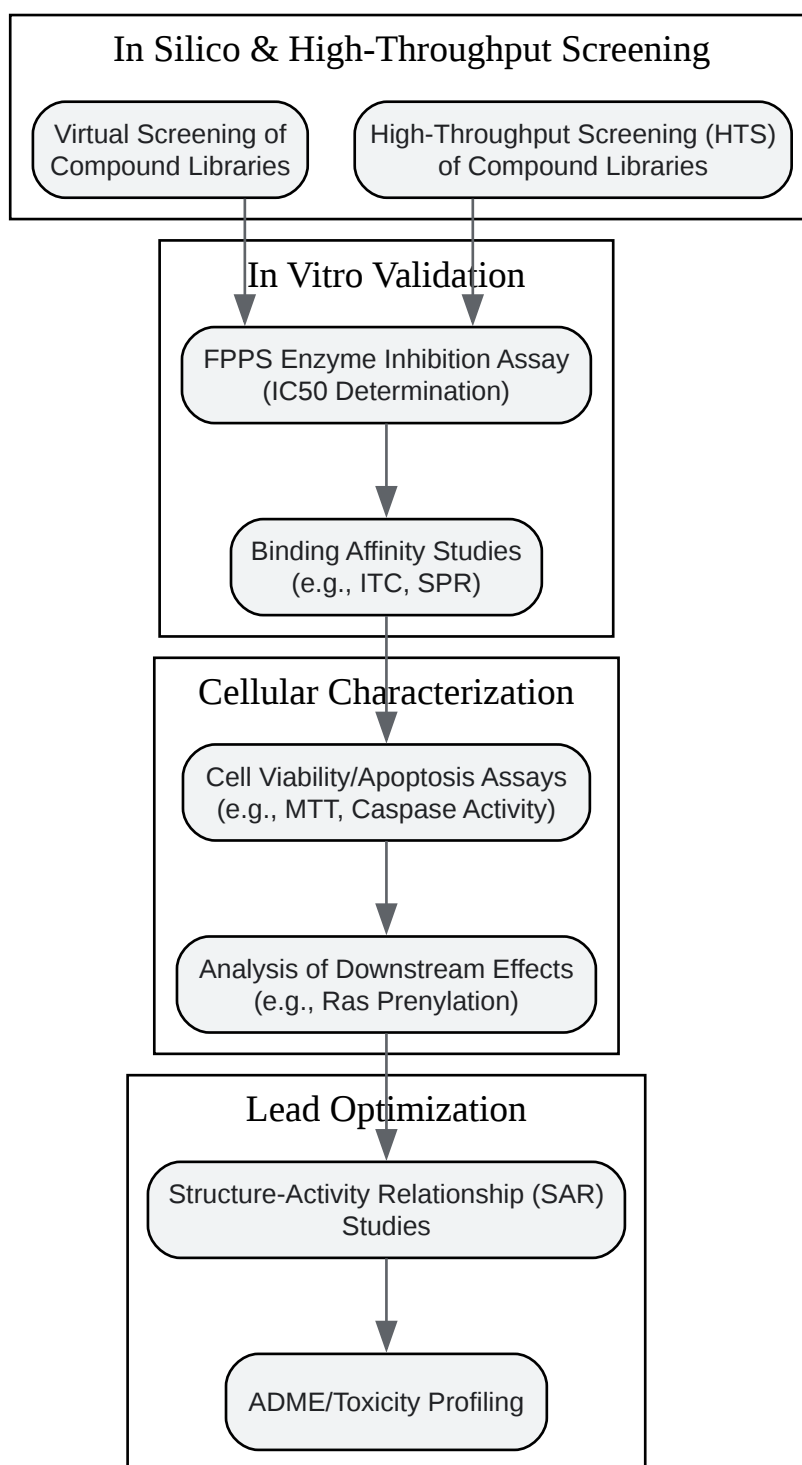 In Silico & High-Throughput Screening
Virtual Screening of
Compound Libraries
High-Throughput Screening (HTS)
of Compound Libraries
In Vitro Validation
FPPS Enzyme Inhibition Assay
(IC50 Determination)
Binding Affinity Studies
(e.g., ITC, SPR)
Cellular Characterization
Cell Viability/Apoptosis Assays
(e.g., MTT, Caspase Activity)
Analysis of Downstream Effects
(e.g., Ras Prenylation)
Lead Optimization
Structure-Activity Relationship (SAR)
Studies
ADME/Toxicity Profiling